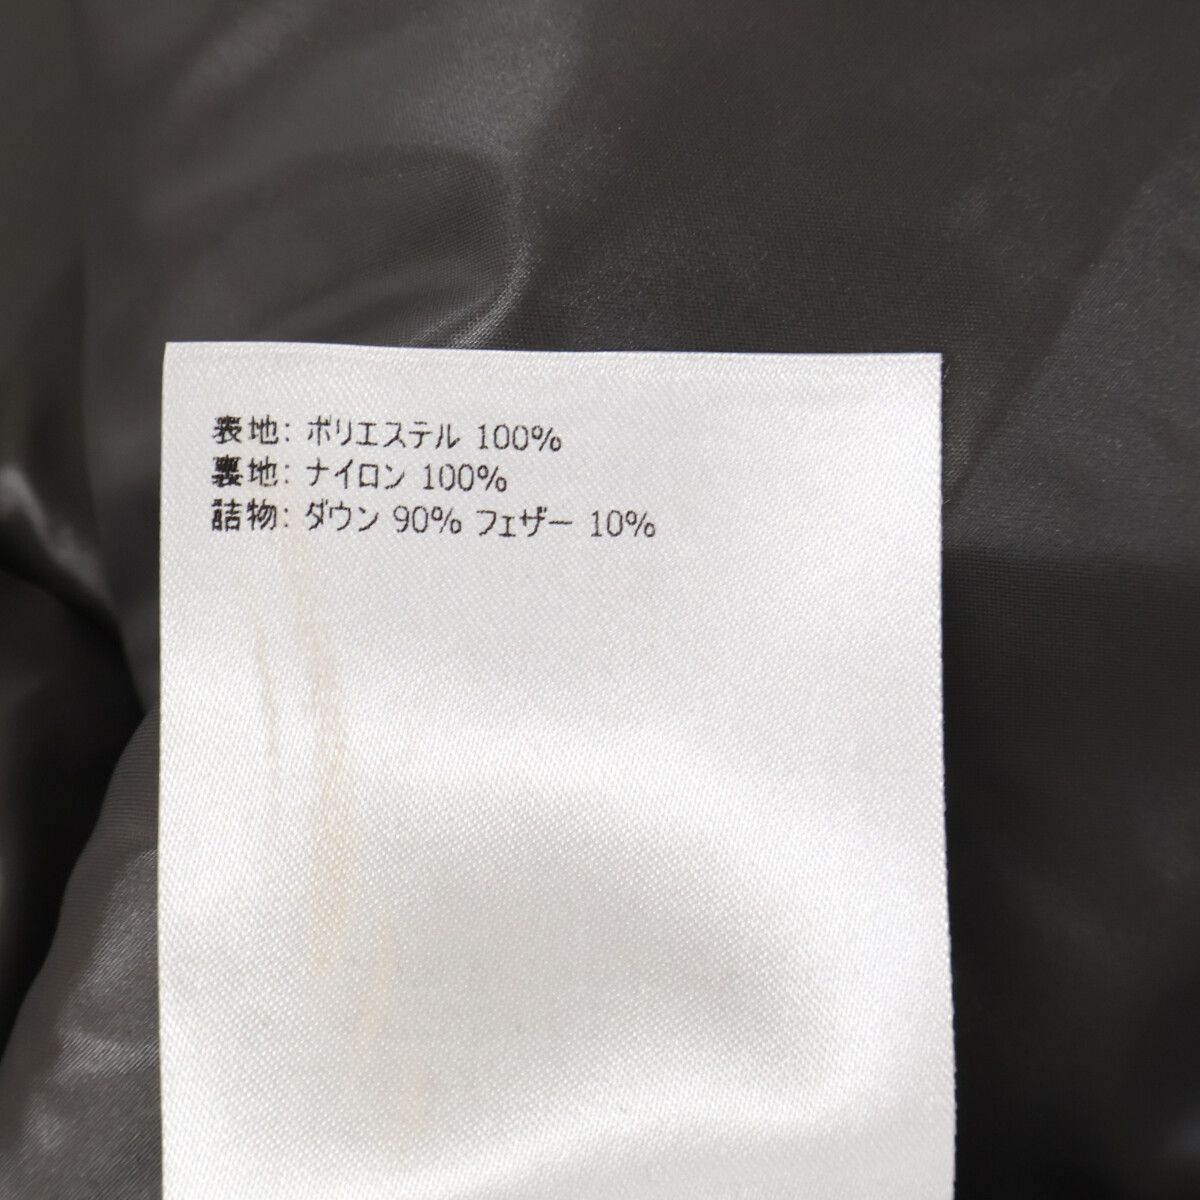 表地: ポリエステル 100%
裏地: ナイロン 100%
詰物: ダウン 90% フェザー 10%